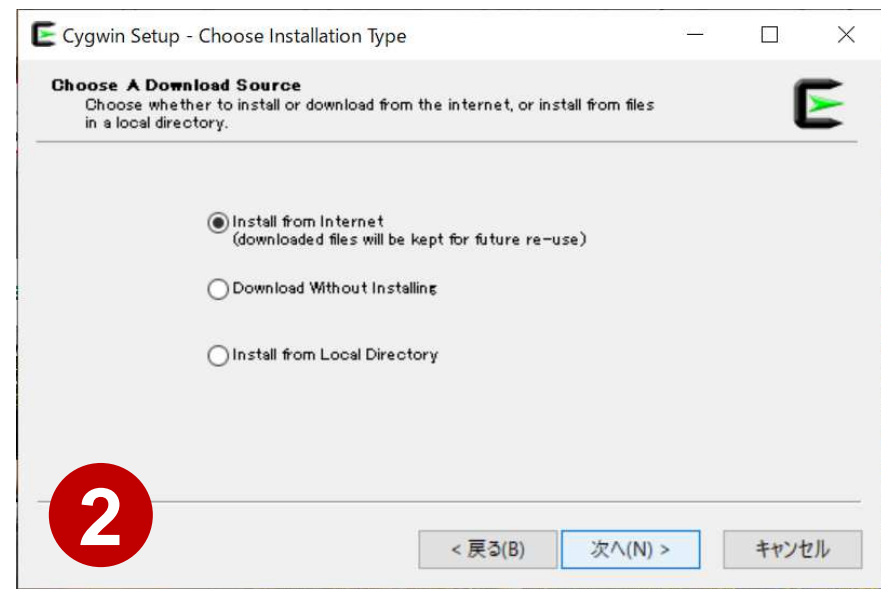 Cygwin Setup - Choose Installation Type
Choose A Download Source
Choose whether to install or download from the internet, or install from files
in a local directory.
Install from Internet
(downloaded files will be kept for future re-use)
Download Without Installing
Install from Local Directory
2
< 戻る(B)
次へ(N) >
キャンセル